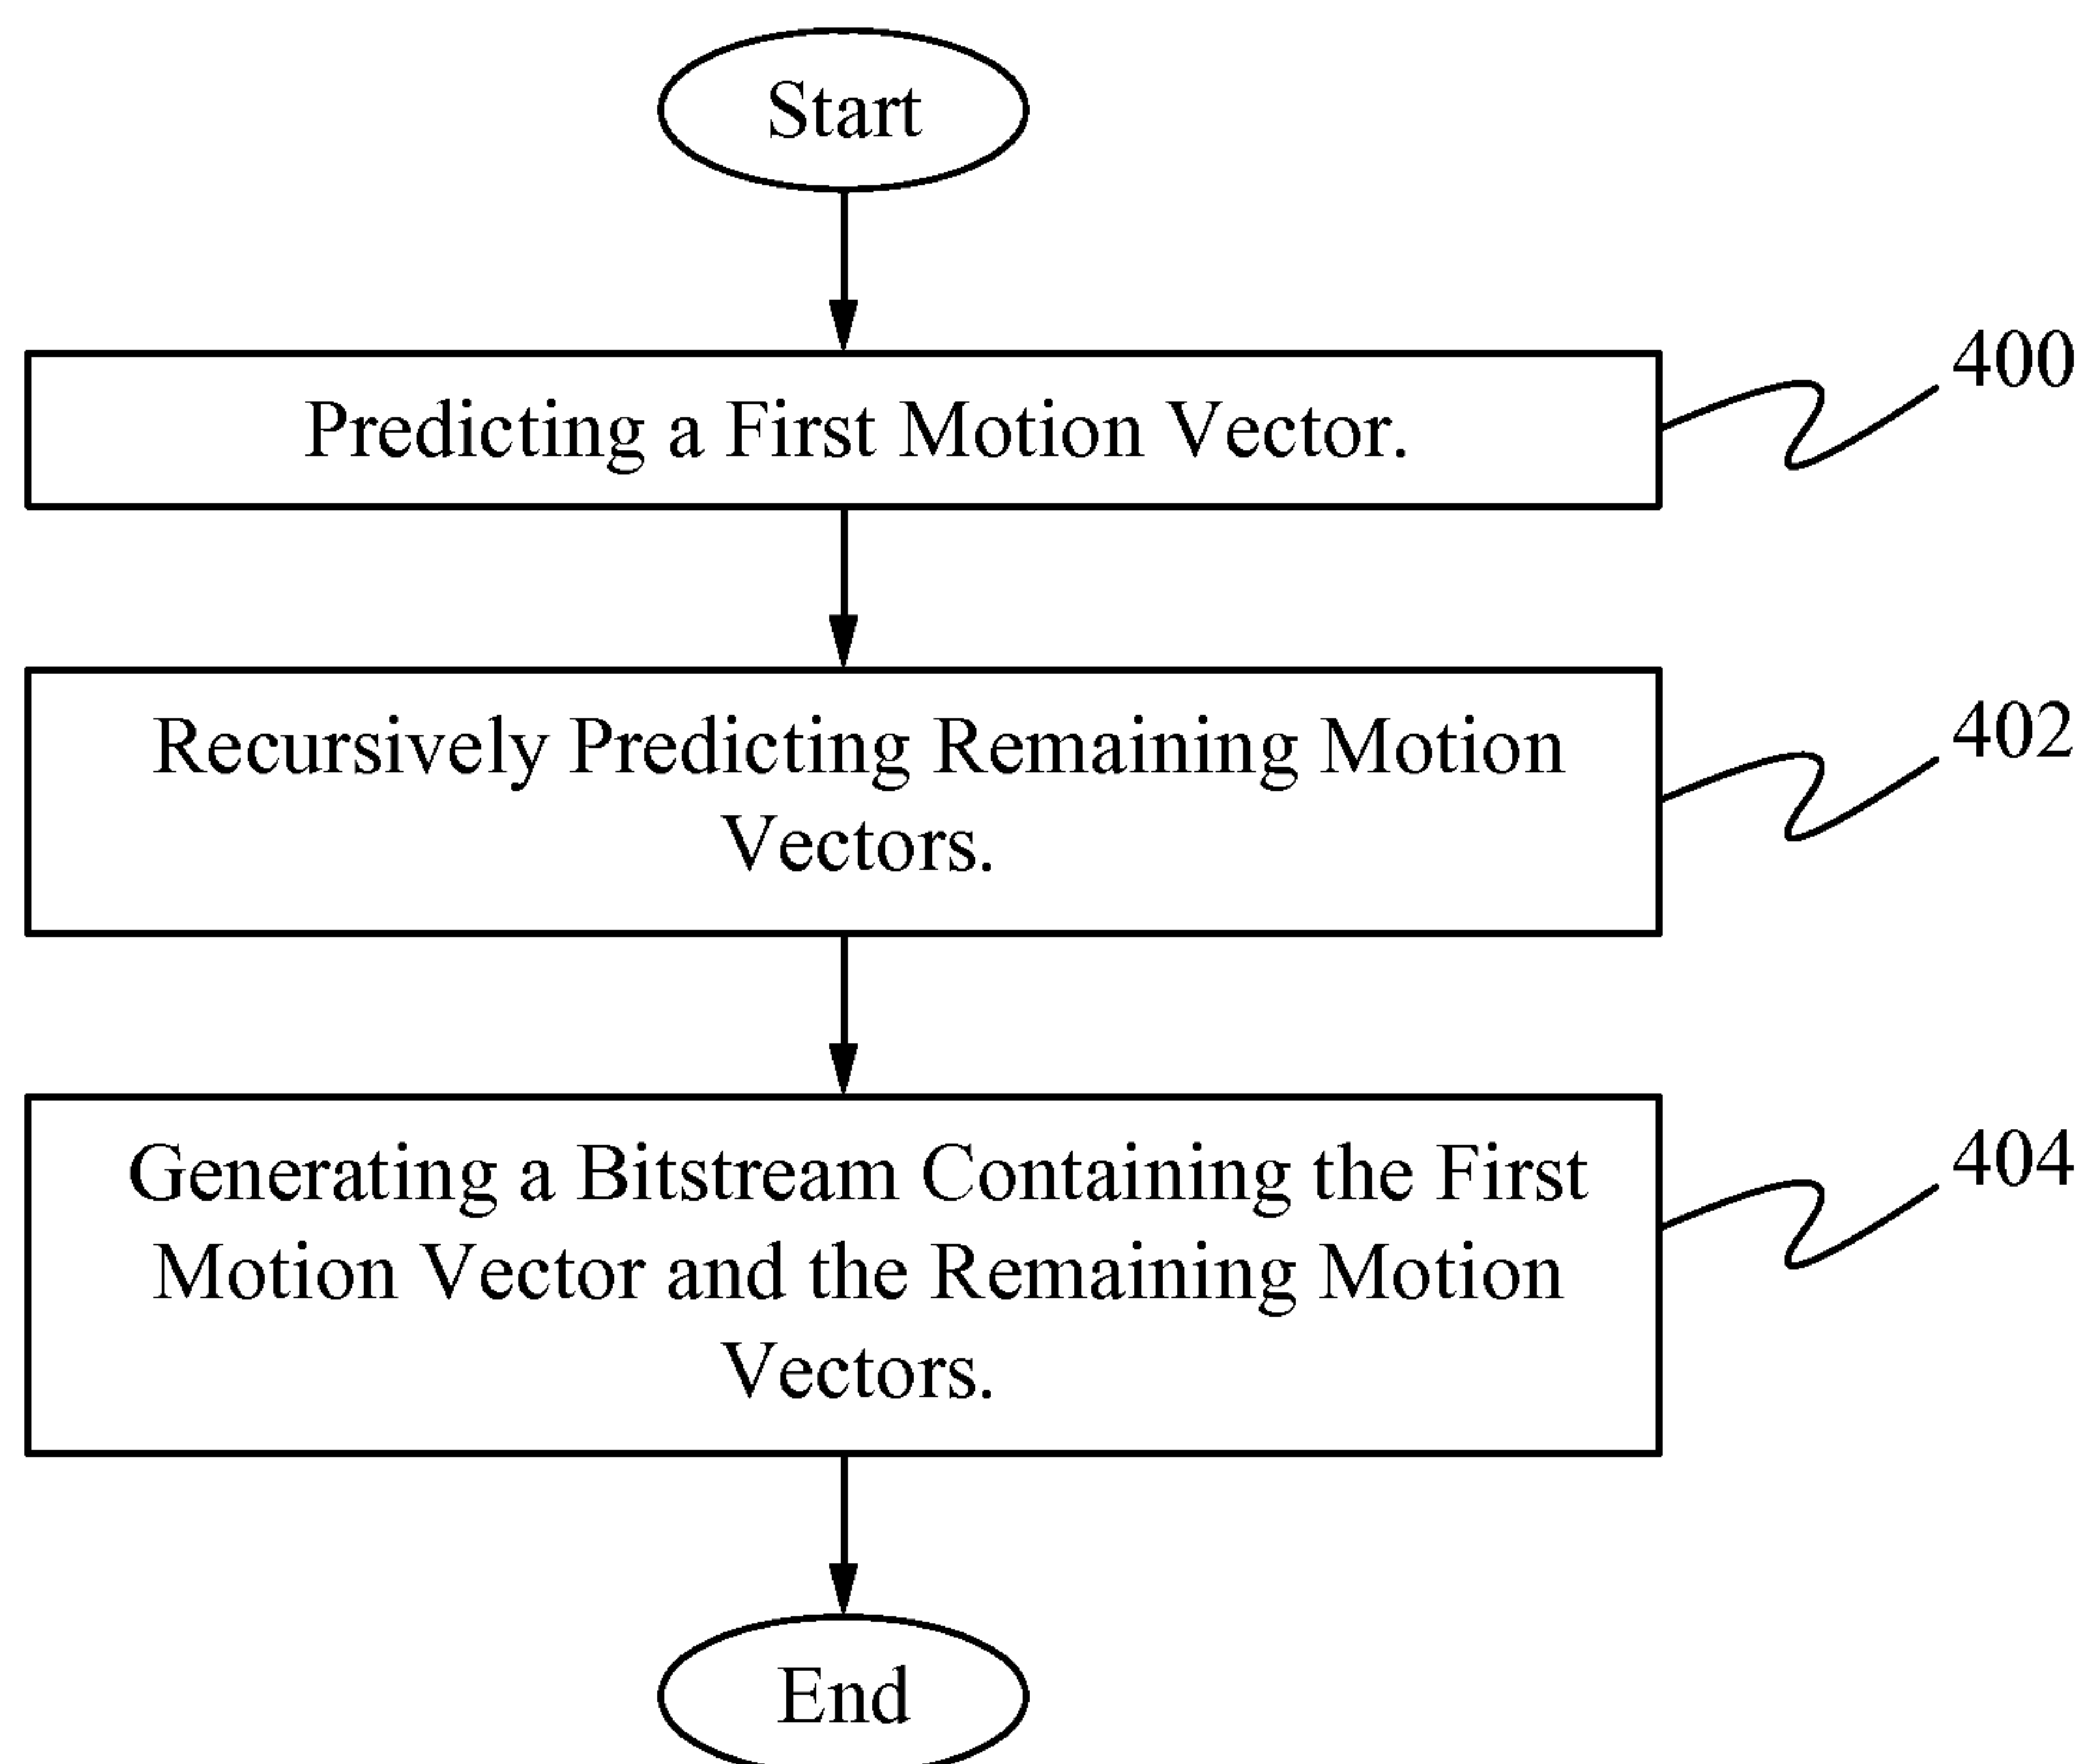 Start
Predicting a First Motion Vector.
400
Recursively Predicting Remaining Motion
Vectors.
402
Generating a Bitstream Containing the First
Motion Vector and the Remaining Motion
Vectors.
404
End